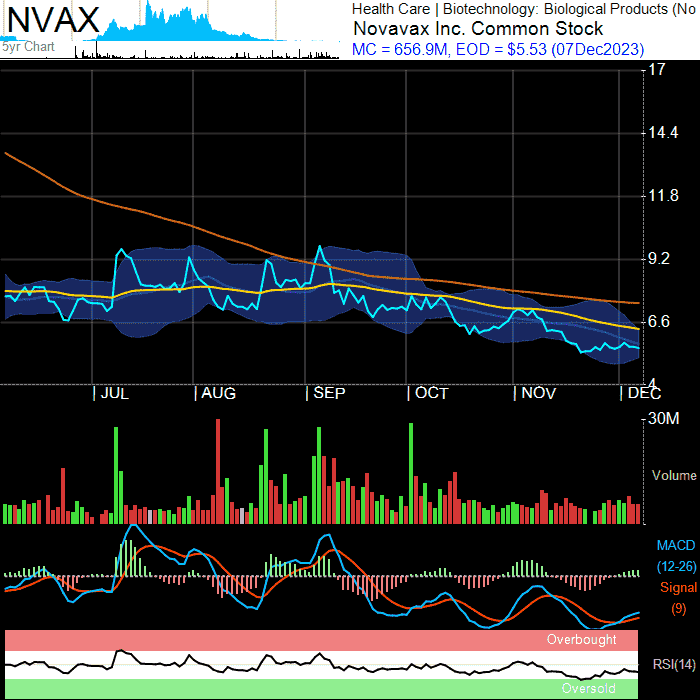 NVAX
5yr Chart
Health Care | Biotechnology: Biological Products (No
Novavax Inc. Common Stock
MC = 656.9M, EOD = $5.53 (07Dec2023)
17
14.4
11.8
9.2
6.6
4
JUL AUG SEP OCT NOV DEC
30M
Volume
MACD
(12-26)
Signal
(9)
Overbought
RSI(14)
Oversold